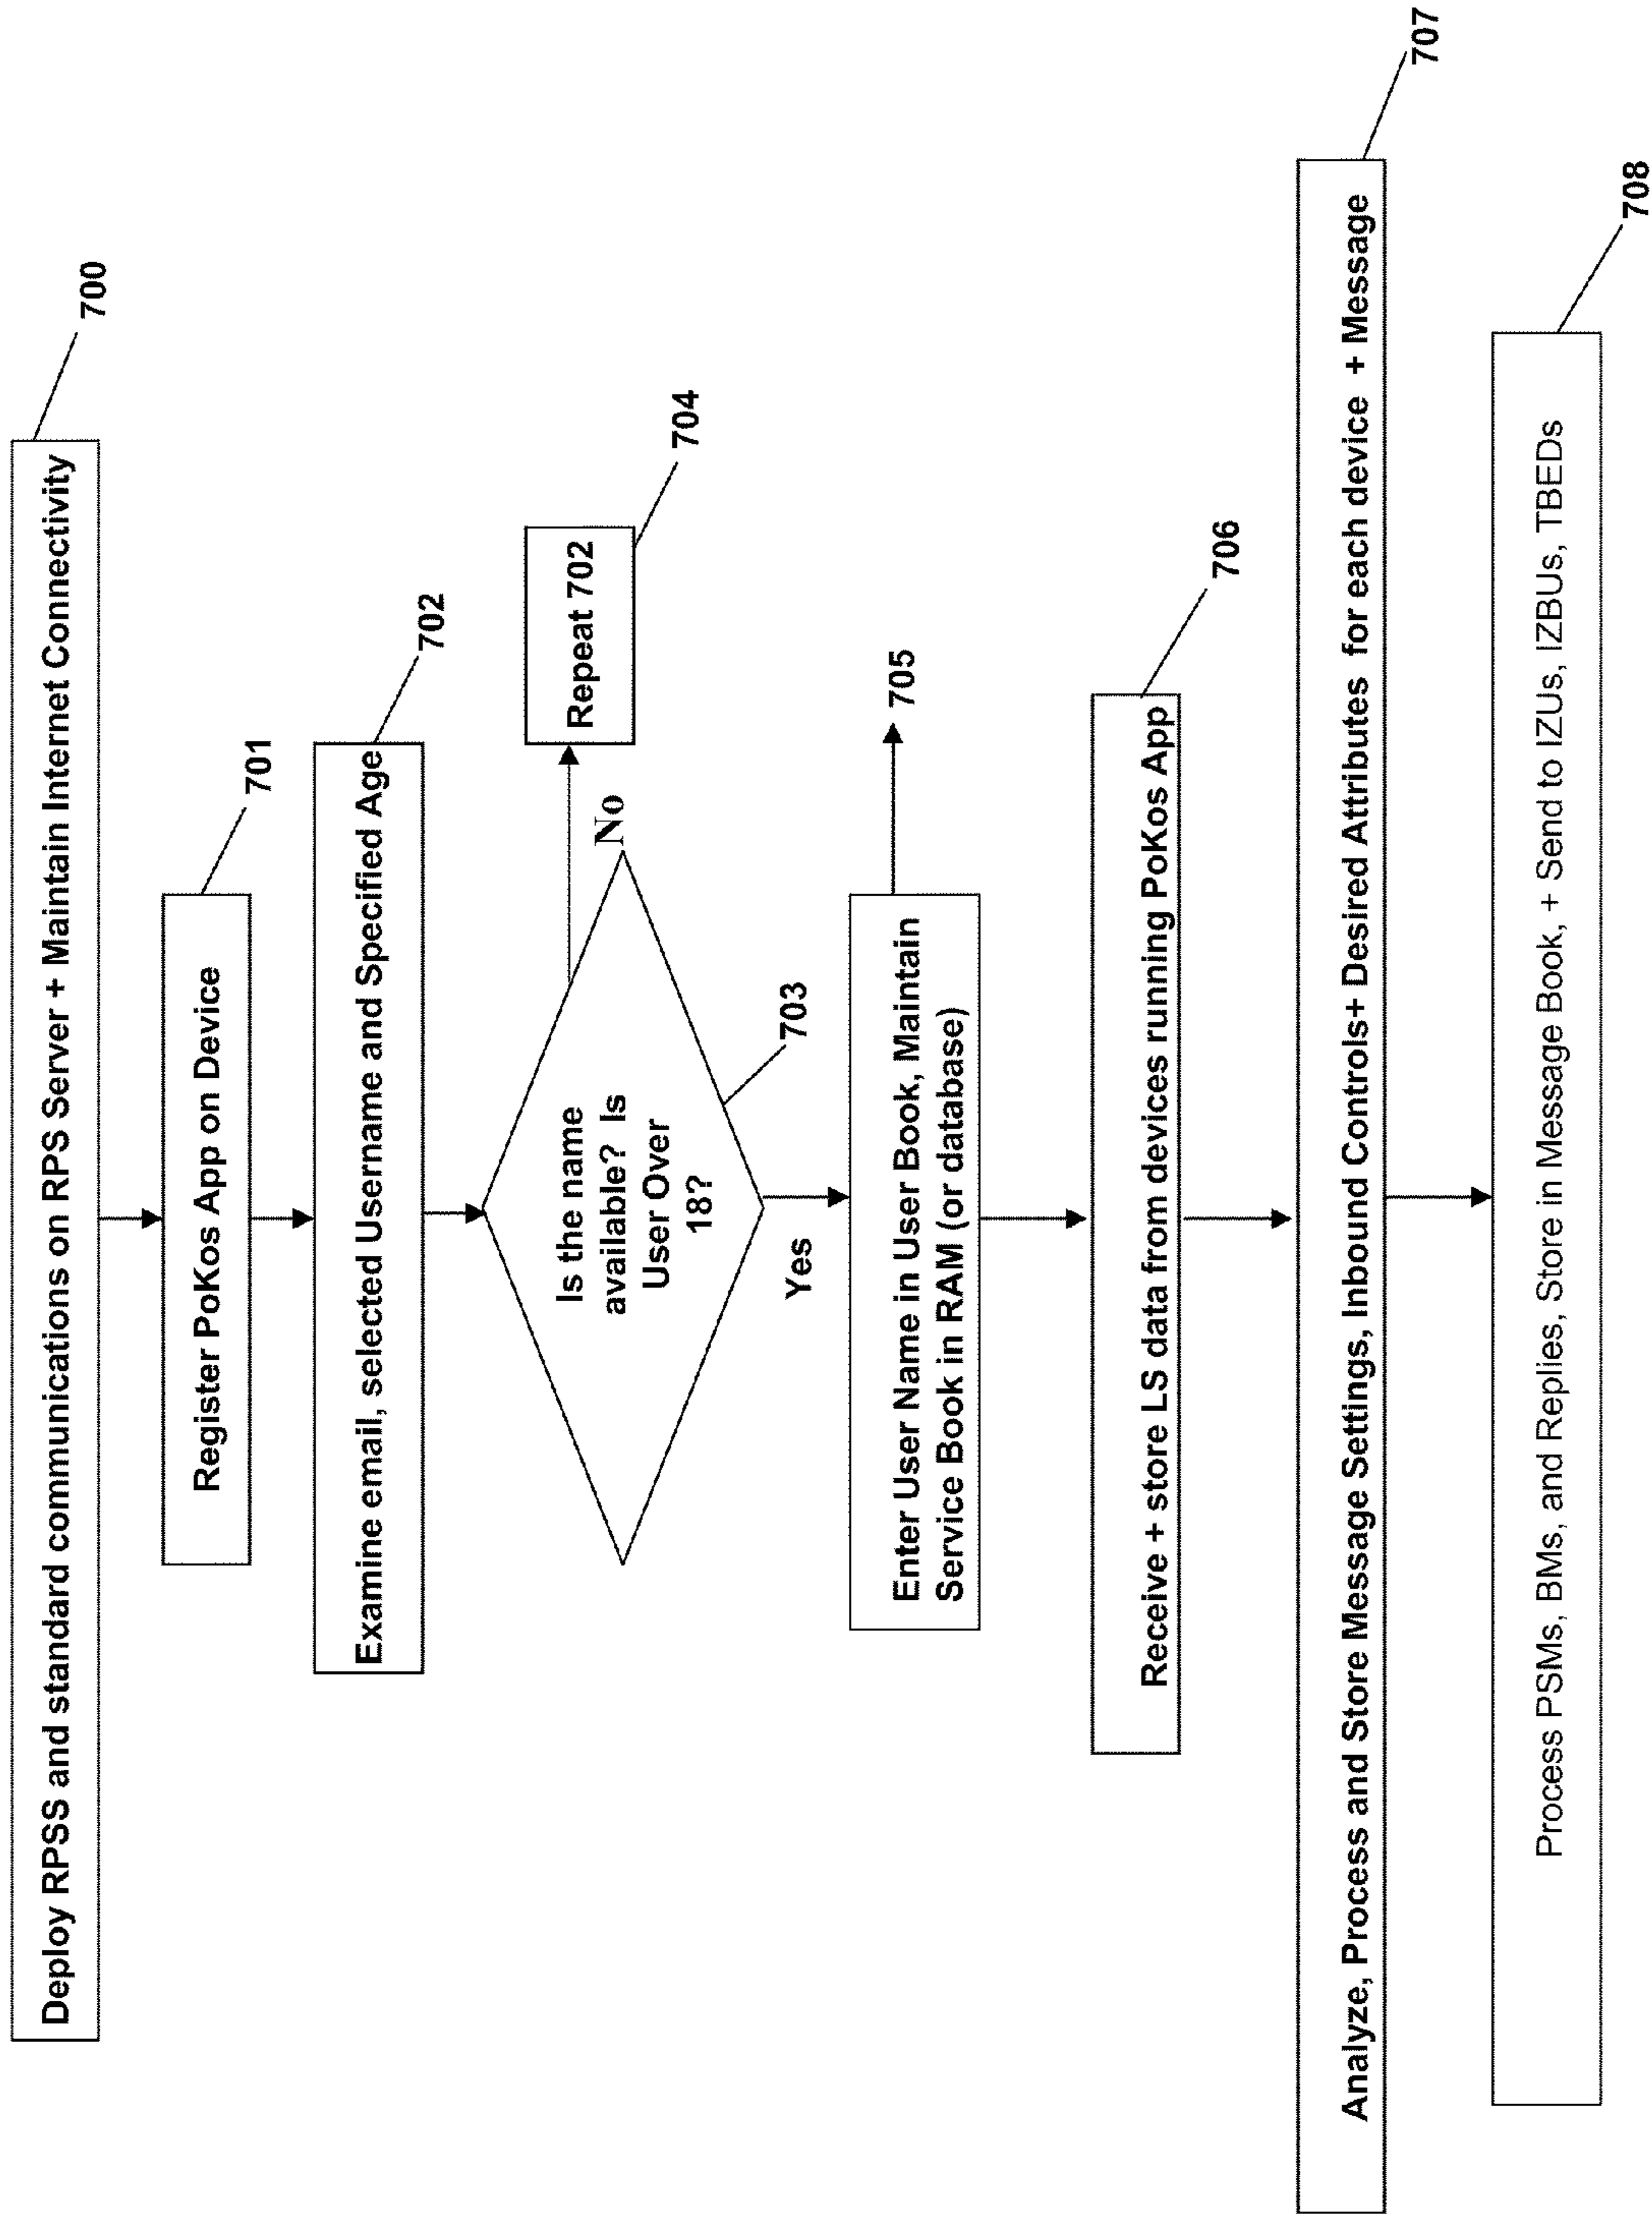 Deploy RPSS and standard communications on RPS Server + Maintain Internet Connectivity
700
Register PoKos App on Device
701
Examine email, selected Username and Specified Age
702
Is the name
available? Is
User Over
18?
703
No
Repeat 702
704
Yes
Enter User Name in User Book, Maintain
Service Book in RAM (or database)
705
Receive + store LS data from devices running PoKos App
706
Analyze, Process and Store Message Settings, Inbound Controls+ Desired Attributes for each device + Message
707
Process PSMs, BMs, and Replies, Store in Message Book, + Send to IZUs, IZBUs, TBEDs
708